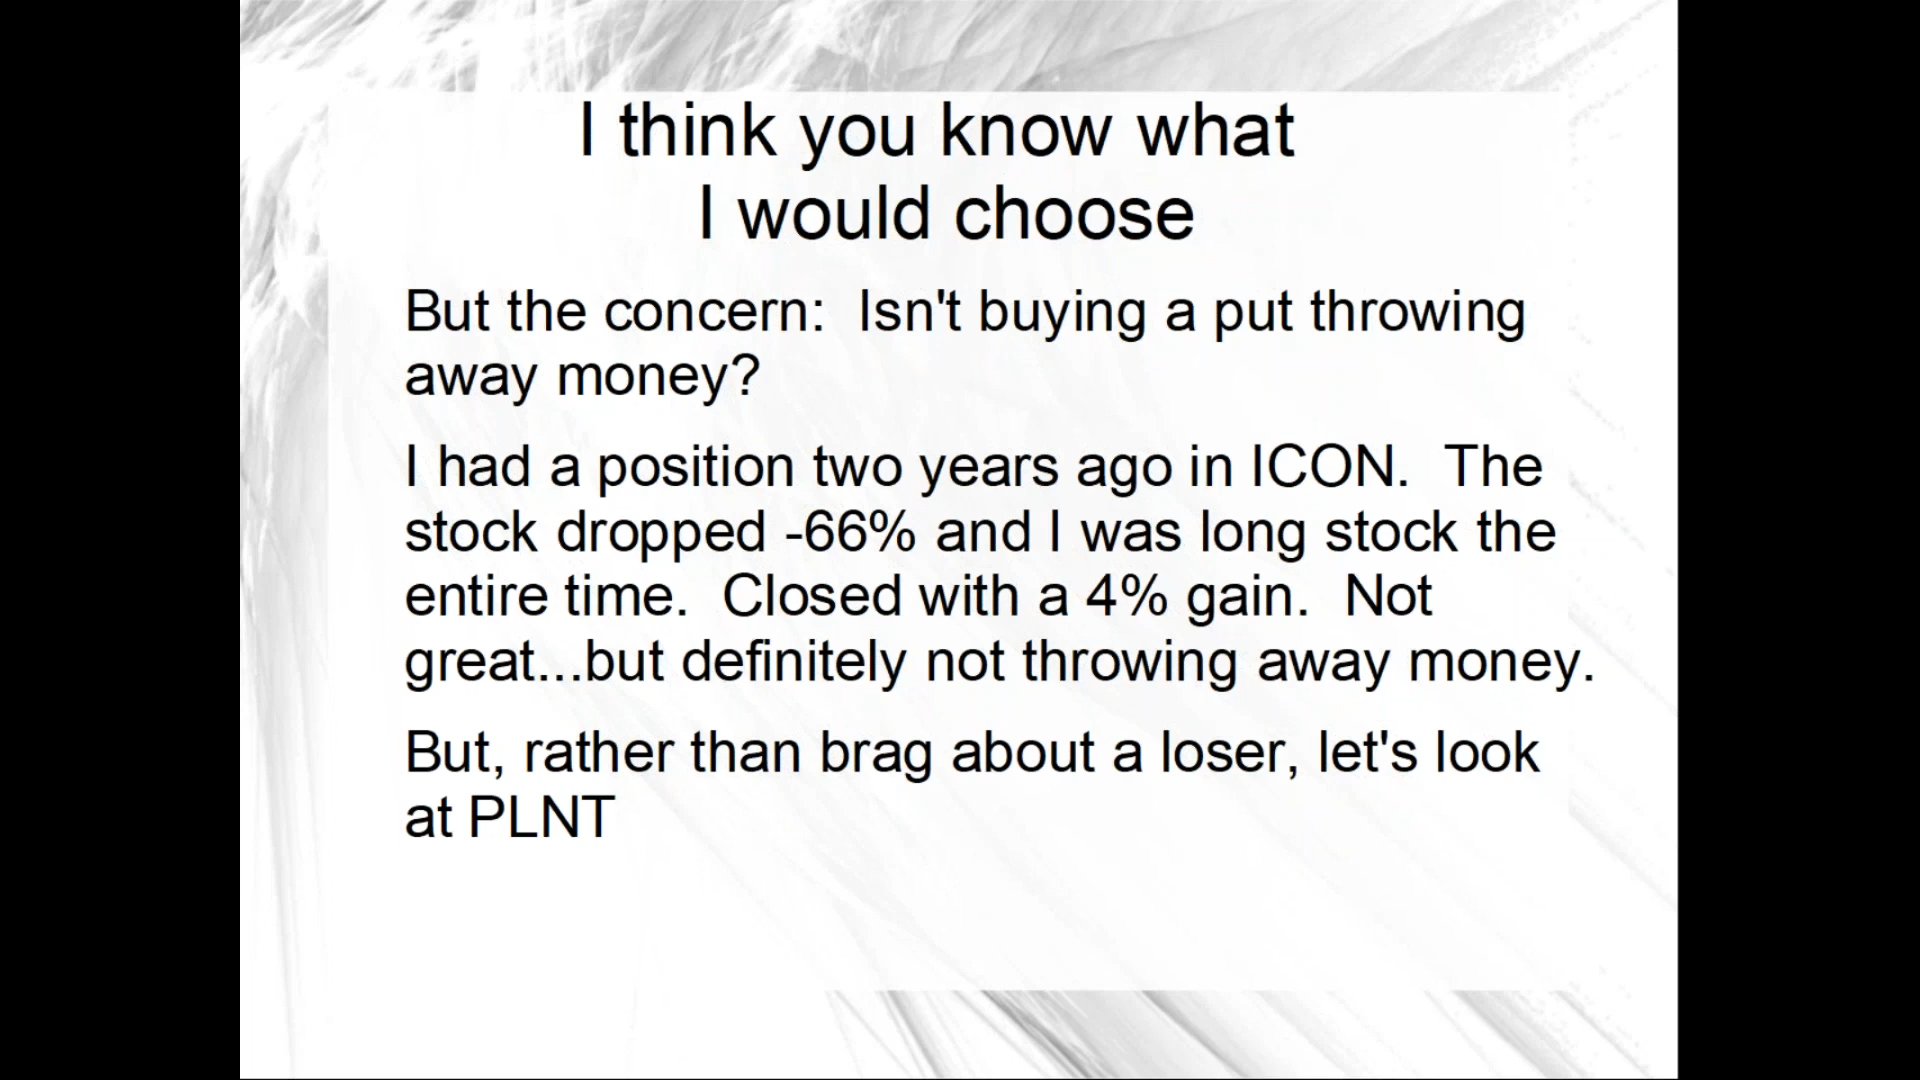 I think you know what
I would choose
But the concern:  Isn't buying a put throwing
away money?
I had a position two years ago in ICON.  The
stock dropped -66% and I was long stock the
entire time.  Closed with a 4% gain.  Not
great...but definitely not throwing away money.
But, rather than brag about a loser, let's look
at PLNT